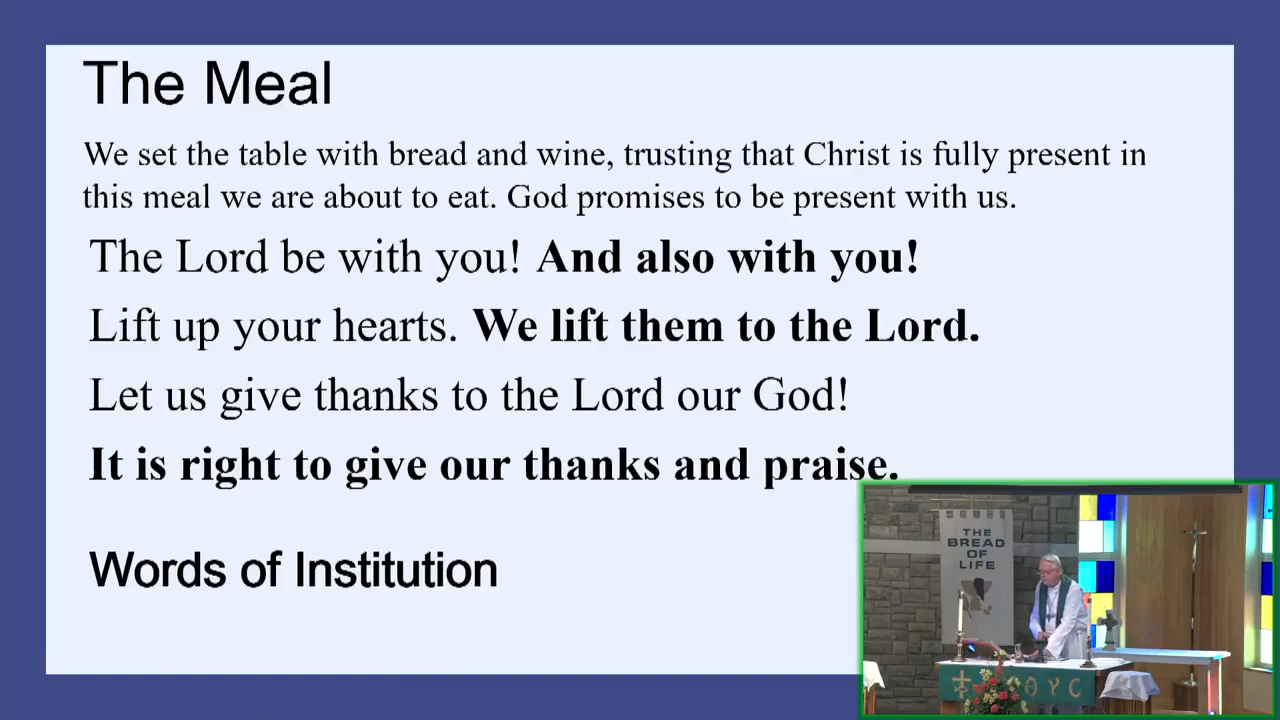 The Meal
We set the table with bread and wine, trusting that Christ is fully present in
this meal we are about to eat. God promises to be present with us.
The Lord be with you! And also with you!
Lift up your hearts. We lift them to the Lord.
Let us give thanks to the Lord our God!
It is right to give our thanks and praise.
Words of Institution
THE
BREAD
OF
LIFE
ΘΥϹ